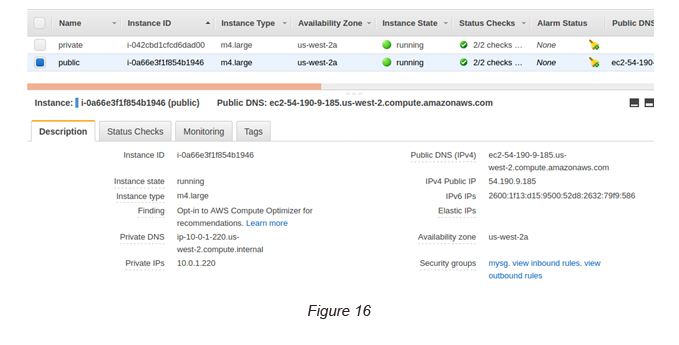 Name Instance ID Instance Type Availability Zone Instance State Status Checks Alarm Status Public DNS
private i-042cbd1cfcd6dad00 m4.large us-west-2a running 2/2 checks ... None
public i-0a66e3f1f854b1946 m4.large us-west-2a running 2/2 checks ... None ec2-54-190-
Instance: i-0a66e3f1f854b1946 (public) Public DNS: ec2-54-190-9-185.us-west-2.compute.amazonaws.com
Description Status Checks Monitoring Tags
Instance ID i-0a66e3f1f854b1946 Public DNS (IPv4) ec2-54-190-9-185.us-
west-2.compute.amazonaws.com
Instance state running IPv4 Public IP 54.190.9.185
Instance type m4.large IPv6 IPs 2600:1f13:d15:9500:52d8:2632:79f9:586
Finding Opt-in to AWS Compute Optimizer for Elastic IPs
recommendations. Learn more
Private DNS ip-10-0-1-220.us- Availability zone us-west-2a
west-2.compute.internal
Private IPs 10.0.1.220 Security groups mysg. view inbound rules. view
outbound rules
Figure 16